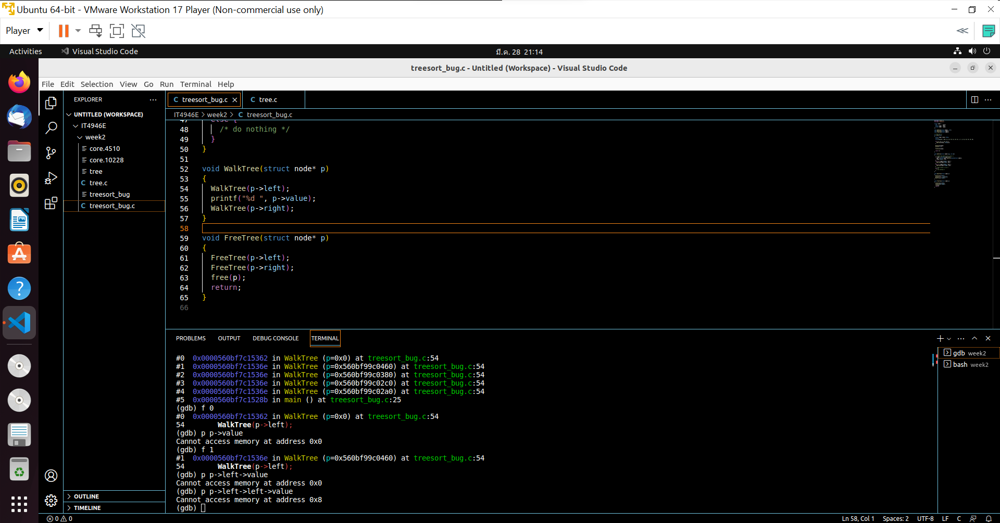 Ubuntu 64-bit - VMware Workstation 17 Player (Non-commercial use only)
Player
Activities
Visual Studio Code
มี.ค. 28 21:14
treesort_bug.c - Untitled (Workspace) - Visual Studio Code
File Edit Selection View Go Run Terminal Help
EXPLORER
UNTITLED (WORKSPACE)
IT4946E
week2
core.4510
core.10228
tree
C tree.c
treesort_bug
C treesort_bug.c
OUTLINE
TIMELINE
C treesort_bug.c
C tree.c
IT4946E > week2 > C treesort_bug.c
47 else {
48 /* do nothing */
49 }
50 }
51
52 void WalkTree(struct node* p)
53 {
54 WalkTree(p->left);
55 printf("%d ", p->value);
56 WalkTree(p->right);
57 }
58
59 void FreeTree(struct node* p)
60 {
61 FreeTree(p->left);
62 FreeTree(p->right);
63 free(p);
64 return;
65 }
66
PROBLEMS OUTPUT DEBUG CONSOLE TERMINAL
#0 0x0000560bf7c15362 in WalkTree (p=0x0) at treesort_bug.c:54
#1 0x0000560bf7c1536e in WalkTree (p=0x560bf99c0460) at treesort_bug.c:54
#2 0x0000560bf7c1536e in WalkTree (p=0x560bf99c0380) at treesort_bug.c:54
#3 0x0000560bf7c1536e in WalkTree (p=0x560bf99c02c0) at treesort_bug.c:54
#4 0x0000560bf7c1536e in WalkTree (p=0x560bf99c02a0) at treesort_bug.c:54
#5 0x0000560bf7c1528b in main () at treesort_bug.c:25
(gdb) f 0
#0 0x0000560bf7c15362 in WalkTree (p=0x0) at treesort_bug.c:54
54 WalkTree(p->left);
(gdb) p p->value
Cannot access memory at address 0x0
(gdb) f 1
#1 0x0000560bf7c1536e in WalkTree (p=0x560bf99c0460) at treesort_bug.c:54
54 WalkTree(p->left);
(gdb) p p->left->value
Cannot access memory at address 0x0
(gdb) p p->left->left->value
Cannot access memory at address 0x8
(gdb)
gdb week2
bash week2
0 0
Ln 58, Col 1 Spaces: 2 UTF-8 LF C